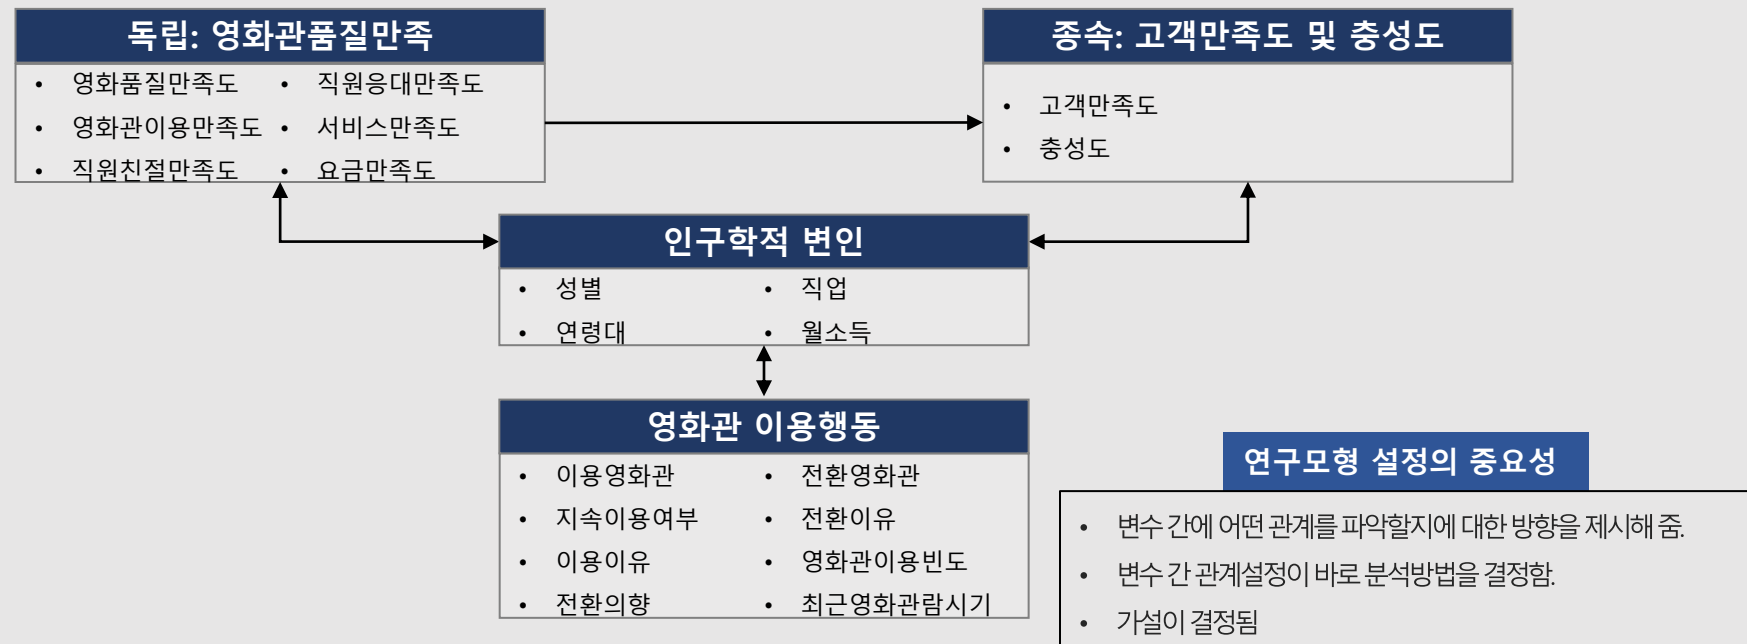 독립: 영화관품질만족
• 영화품질만족도 • 직원응대만족도
• 영화관이용만족도 • 서비스만족도
• 직원친절만족도 • 요금만족도
종속: 고객만족도 및 충성도
• 고객만족도
• 충성도
인구학적 변인
• 성별 • 직업
• 연령대 • 월소득
영화관 이용행동
• 이용영화관 • 전환영화관
• 지속이용여부 • 전환이유
• 이용이유 • 영화관이용빈도
• 전환의향 • 최근영화관람시기
연구모형 설정의 중요성
• 변수 간에 어떤 관계를 파악할지에 대한 방향을 제시해 줌.
• 변수 간 관계설정이 바로 분석방법을 결정함.
• 가설이 결정됨